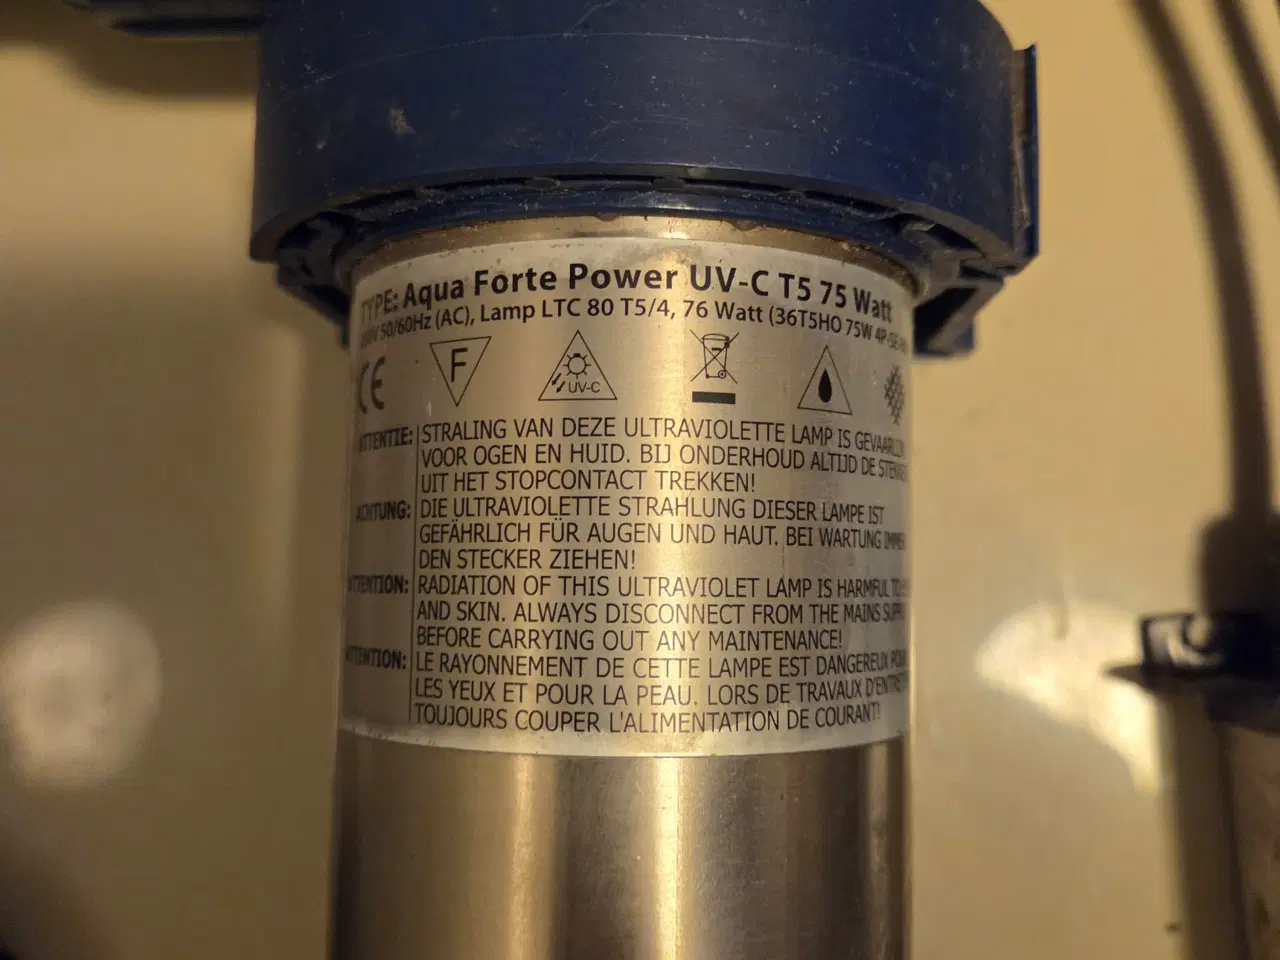 TYPE: Aqua Forte Power UV-C T5 75 Watt
50/60Hz (AC), Lamp LTC 80 T5/4, 76 Watt (36T5HO 75W
CE
F
UV-C
ATTENTIE: STRALING VAN DEZE ULTRAVIOLETTE LAMP IS
VOOR OGEN EN HUID. BIJ ONDERHOUD ALTIJD DE
UIT HET STOPCONTACT TREKKEN!
ACHTUNG: DIE ULTRAVIOLETTE STRAHLUNG DIESER LAMPE IST
GEFÄHRLICH FÜR AUGEN UND HAUT. BEI WARTUNG
DEN STECKER ZIEHEN!
ATTENTION: RADIATION OF THIS ULTRAVIOLET LAMP IS HARMFUL TO
AND SKIN. ALWAYS DISCONNECT FROM THE MAINS
BEFORE CARRYING OUT ANY MAINTENANCE!
ATTENTION: LE RAYONNEMENT DE CETTE LAMPE EST DANGEREUX
LES YEUX ET POUR LA PEAU. LORS DE TRAVAUX
TOUJOURS COUPER L'ALIMENTATION DE COURANT!